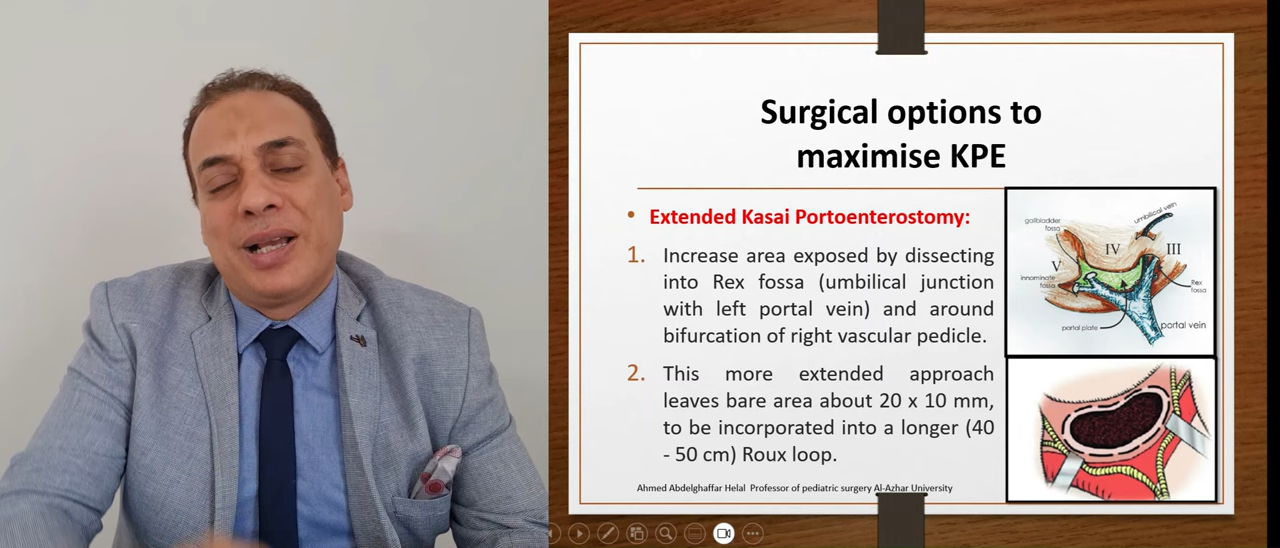 Surgical options to
maximise KPE
• Extended Kasai Portoenterostomy:
1. Increase area exposed by dissecting
into Rex fossa (umbilical junction
with left portal vein) and around
bifurcation of right vascular pedicle.
2. This more extended approach
leaves bare area about 20 x 10 mm,
to be incorporated into a longer (40
- 50 cm) Roux loop.
gallbladder
fossa
umbilical vein
IV
III
V
innominate
fossa
Rex
fossa
portal plate
portal vein
Ahmed Abdelghaffar Helal Professor of pediatric surgery Al-Azhar University